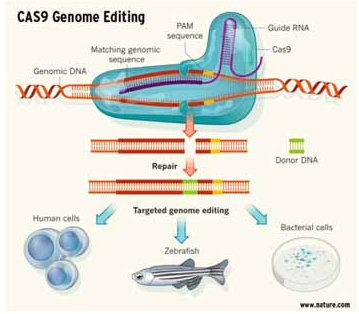 CAS9 Genome Editing
PAM
sequence
Guide RNA
Cas9
Matching genomic
sequence
Genomic DNA
Donor DNA
Repair
Targeted genome editing
Human cells
Zebrafish
Bacterial cells
www.nature.com